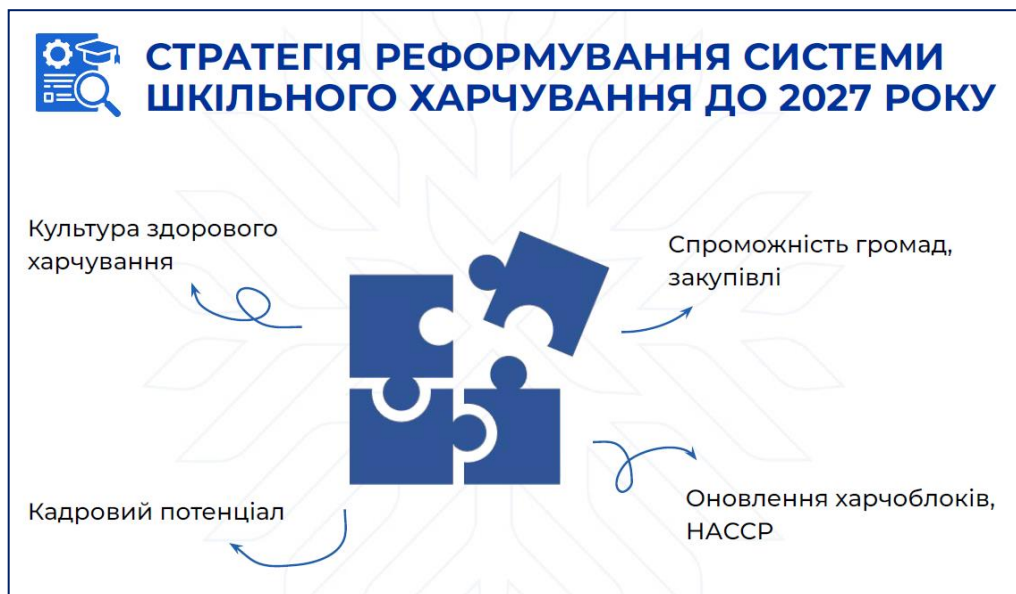 СТРАТЕГІЯ РЕФОРМУВАННЯ СИСТЕМИ
ШКІЛЬНОГО ХАРЧУВАННЯ ДО 2027 РОКУ
Культура здорового
харчування
Спроможність громад,
закупівлі
Кадровий потенціал
Оновлення харчоблоків,
НАССР